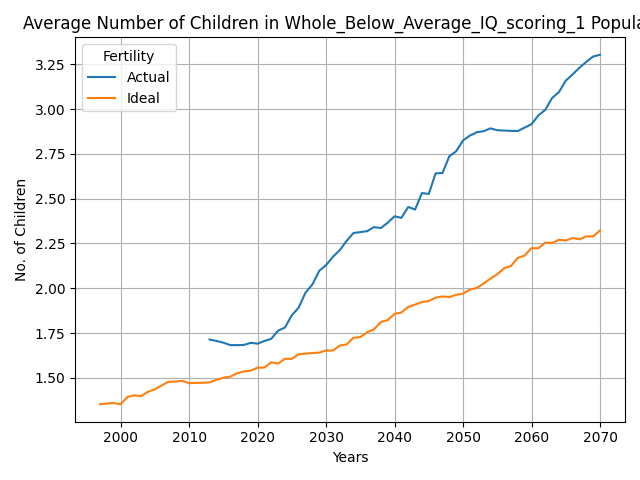 Average Number of Children in Whole_Below_Average_IQ_scoring_1 Popula
Fertility
Actual
Ideal
3.25
3.00
2.75
2.50
2.25
2.00
1.75
1.50
No. of Children
2000 2010 2020 2030 2040 2050 2060 2070
Years